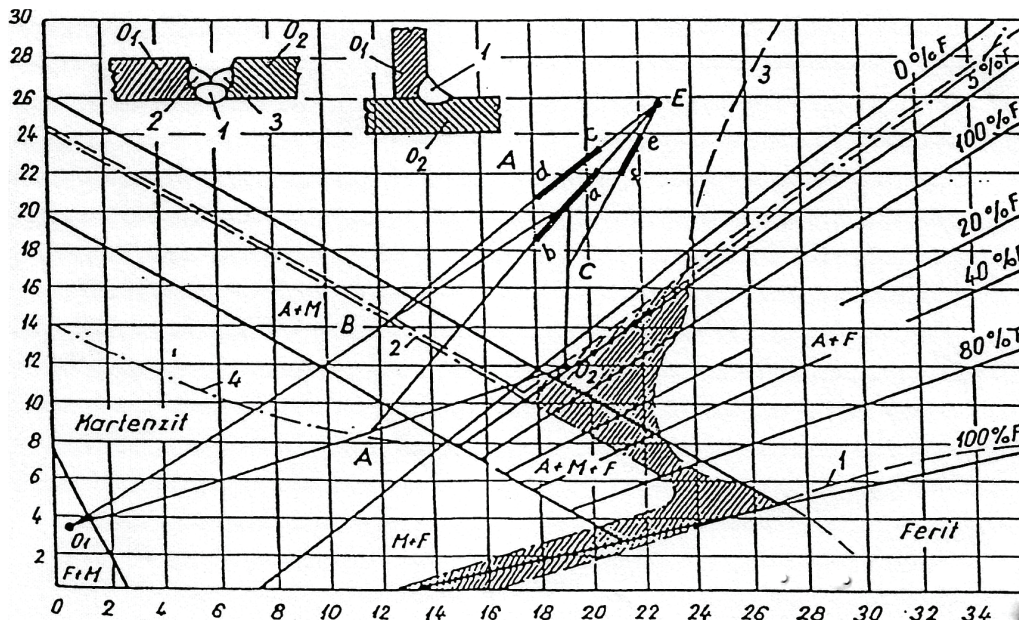 30
28
26
24
22
20
18
16
14
12
10
8
6
4
2
O1 O2
2 1 3
O1 1
O2
3
E
A
c
d
e
a
b
C
0%F
5%F
100%F
20%F
40%F
80%F
100%F
A+M
B
2
4
O2
A+F
Martenzit
A
A+M+F
1
O1
M+F
Ferit
F+M
0 2 4 6 8 10 12 14 16 18 20 22 24 26 28 30 32 34 36